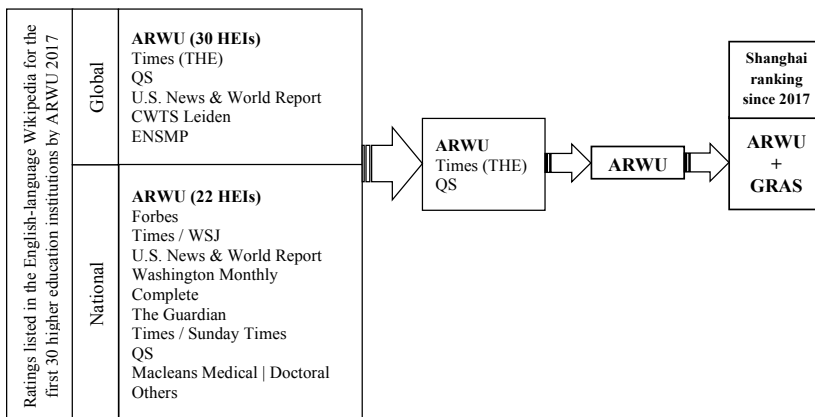 Ratings listed in the English-language Wikipedia for the
first 30 higher education institutions by ARWU 2017
Global
ARWU (30 HEIs)
Times (THE)
QS
U.S. News & World Report
CWTS Leiden
ENSMP
National
ARWU (22 HEIs)
Forbes
Times / WSJ
U.S. News & World Report
Washington Monthly
Complete
The Guardian
Times / Sunday Times
QS
Macleans Medical | Doctoral
Others
ARWU
Times (THE)
QS
ARWU
Shanghai
ranking
since 2017
ARWU
+
GRAS